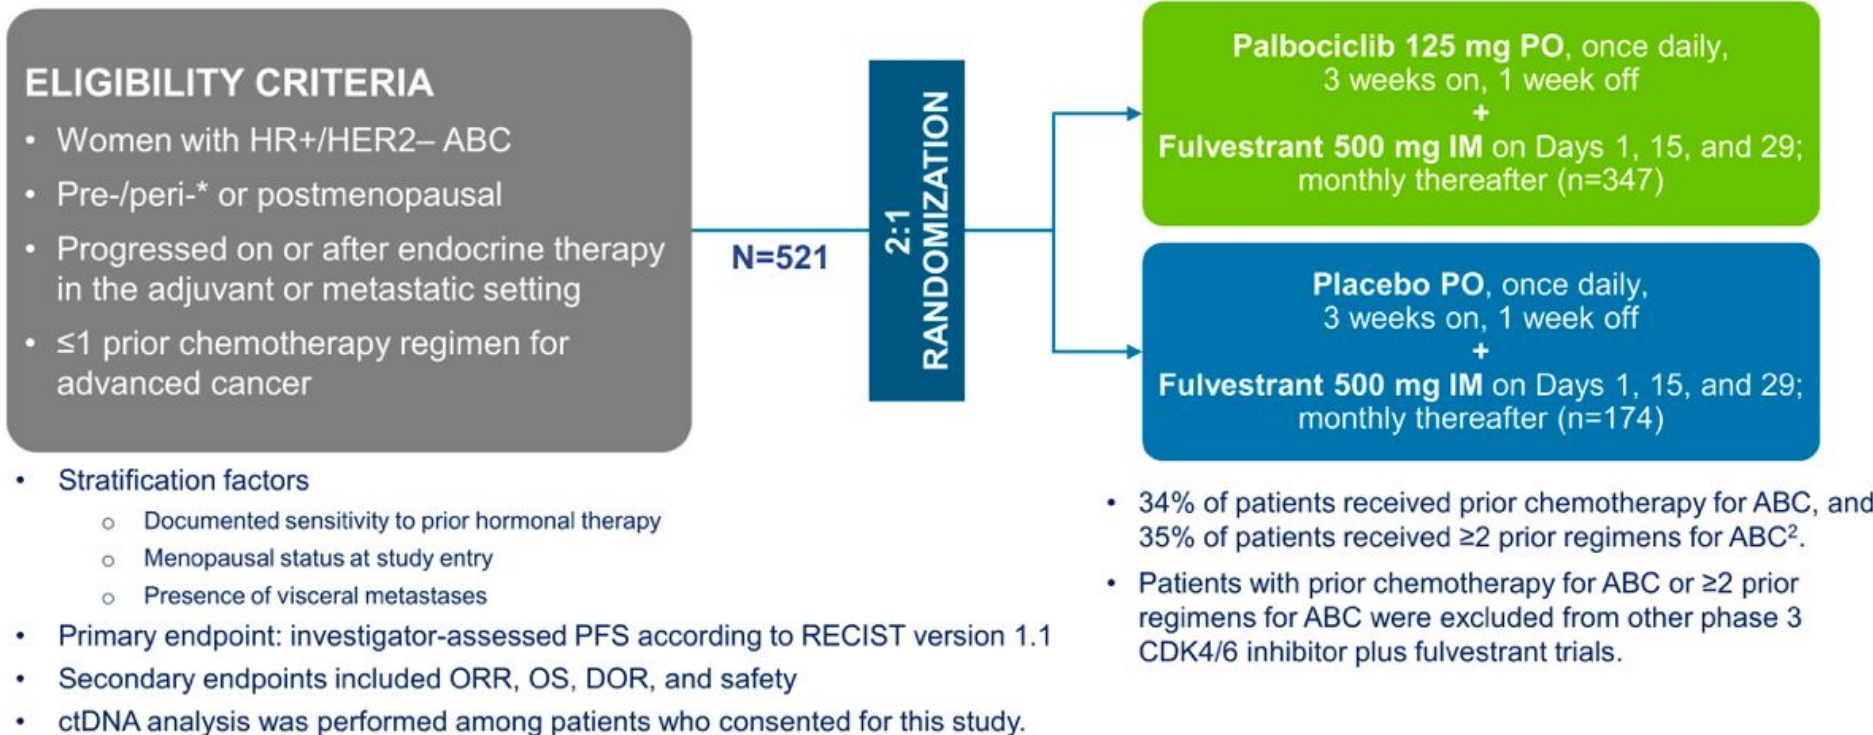 ELIGIBILITY CRITERIA
• Women with HR+/HER2– ABC
• Pre-/peri-* or postmenopausal
• Progressed on or after endocrine therapy
in the adjuvant or metastatic setting
• ≤1 prior chemotherapy regimen for
advanced cancer
N=521
2:1
RANDOMIZATION
Palbociclib 125 mg PO, once daily,
3 weeks on, 1 week off
+
Fulvestrant 500 mg IM on Days 1, 15, and 29;
monthly thereafter (n=347)
Placebo PO, once daily,
3 weeks on, 1 week off
+
Fulvestrant 500 mg IM on Days 1, 15, and 29;
monthly thereafter (n=174)
• Stratification factors
○ Documented sensitivity to prior hormonal therapy
○ Menopausal status at study entry
○ Presence of visceral metastases
• Primary endpoint: investigator-assessed PFS according to RECIST version 1.1
• Secondary endpoints included ORR, OS, DOR, and safety
• ctDNA analysis was performed among patients who consented for this study.
• 34% of patients received prior chemotherapy for ABC, and
35% of patients received ≥2 prior regimens for ABC².
• Patients with prior chemotherapy for ABC or ≥2 prior
regimens for ABC were excluded from other phase 3
CDK4/6 inhibitor plus fulvestrant trials.